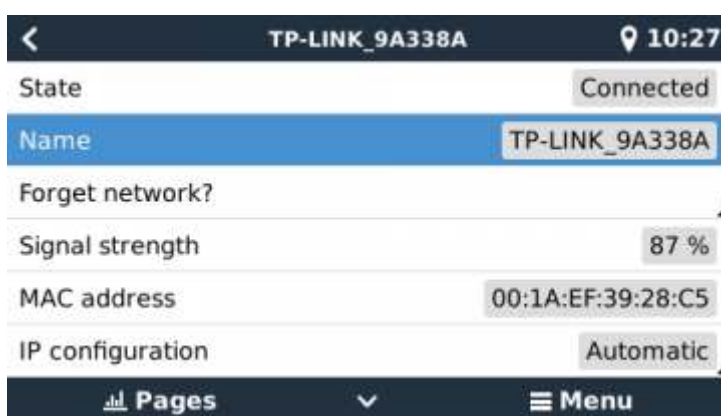 TP-LINK_9A338A 10:27
State Connected
Name TP-LINK_9A338A
Forget network?
Signal strength 87 %
MAC address 00:1A:EF:39:28:C5
IP configuration Automatic
Pages Menu